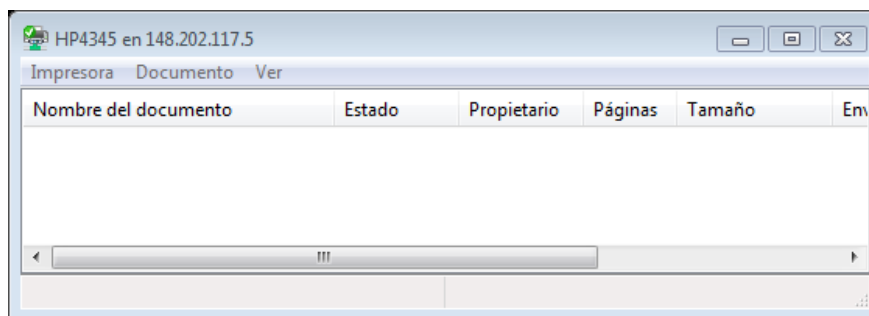 HP4345 en 148.202.117.5
Impresora Documento Ver
Nombre del documento Estado Propietario Páginas Tamaño